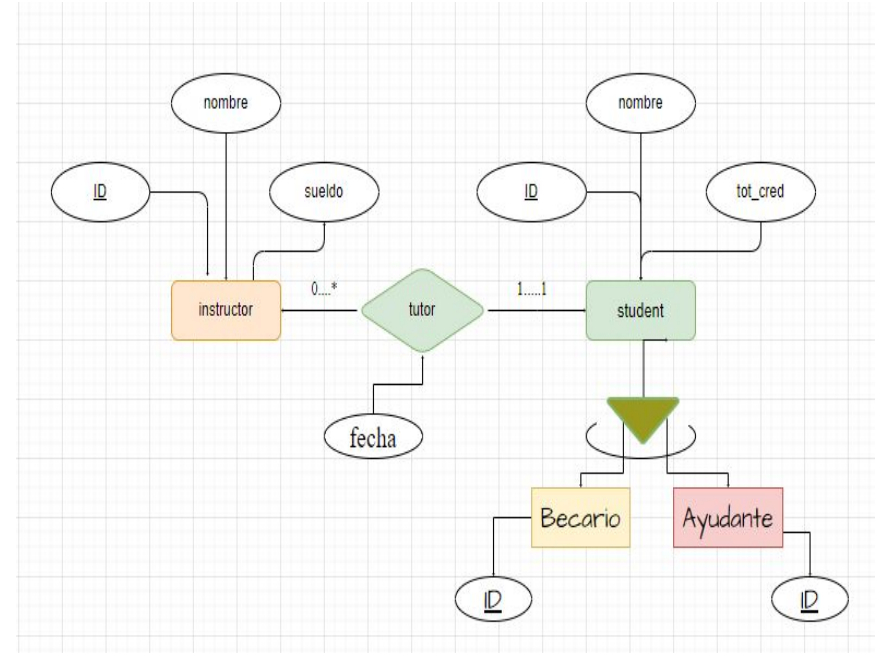 nombre
nombre
ID
sueldo
ID
tot_cred
instructor
0....*
tutor
1.....1
student
fecha
Becario
Ayudante
ID
ID